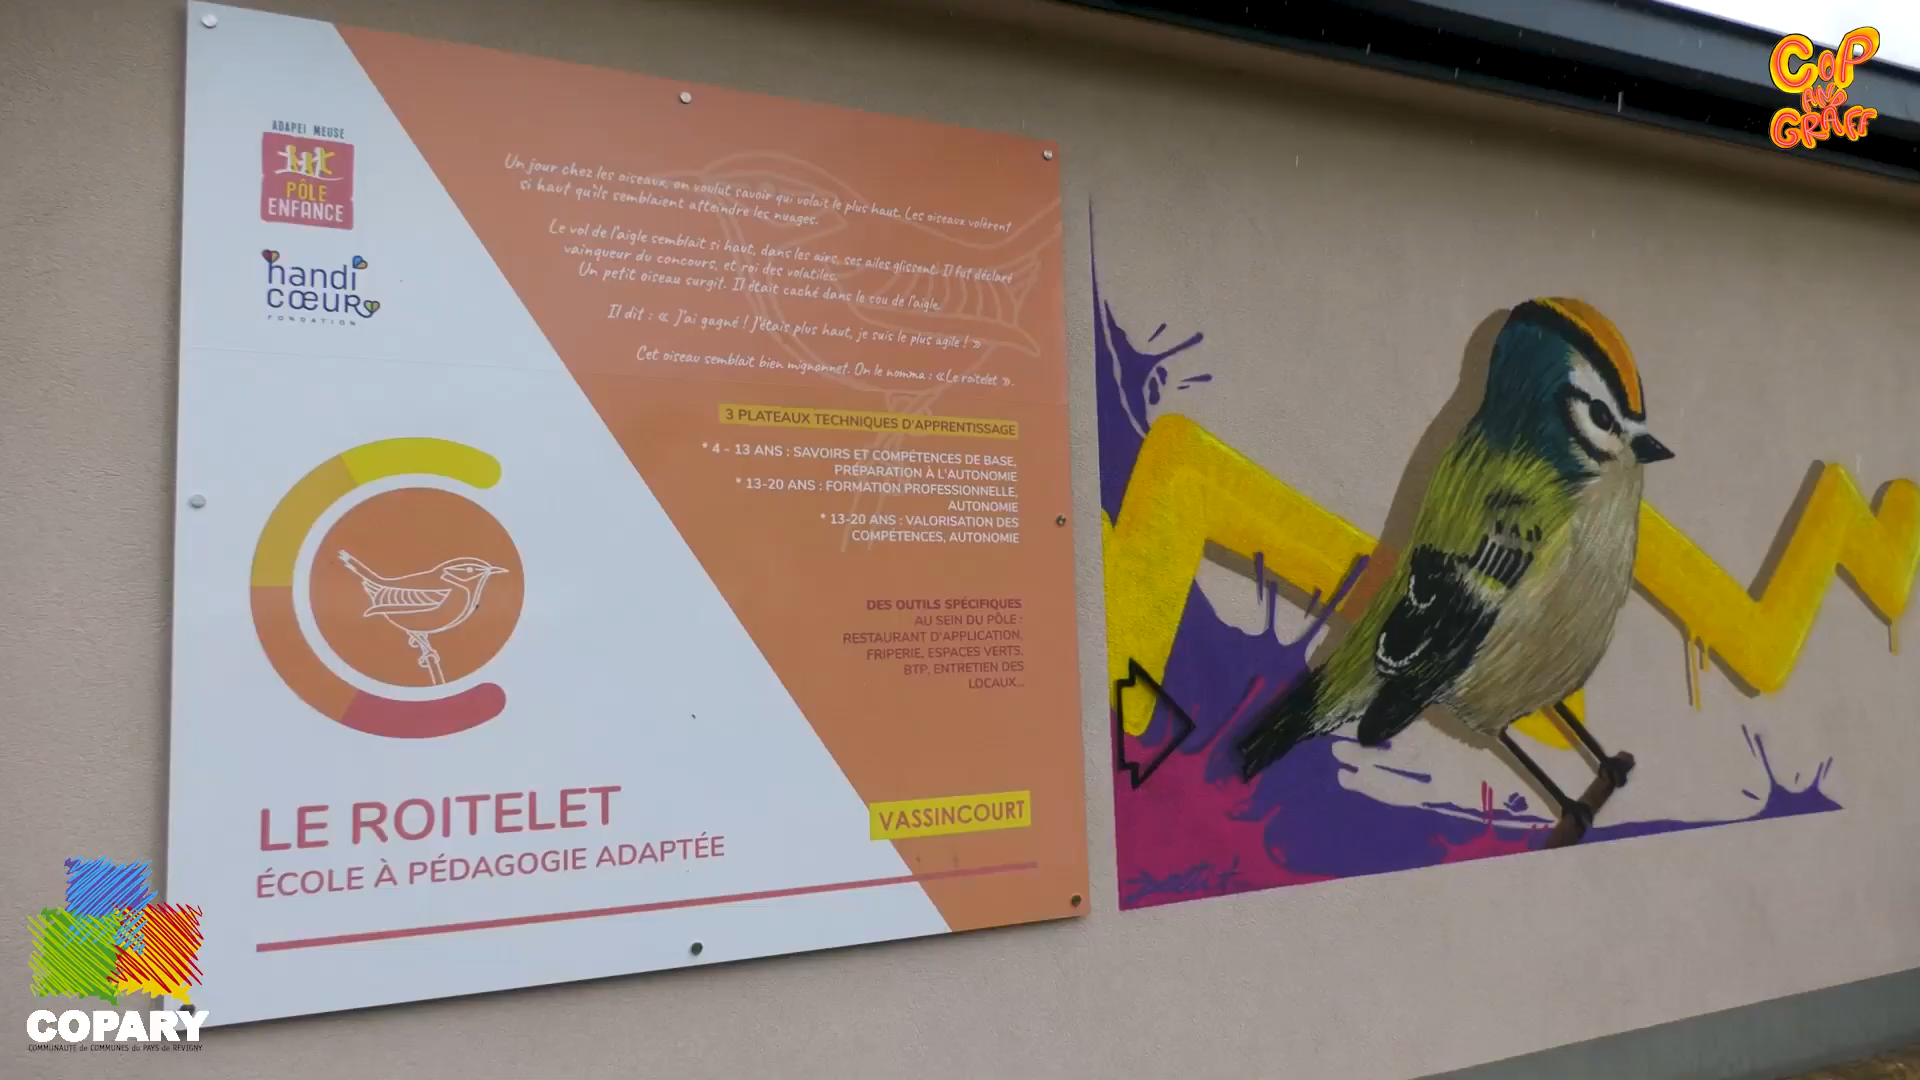 COP
AND
GRAFF
ADAPEI MEUSE
PÔLE
ENFANCE
handi
cœur
FONDATION
Un jour chez les oiseaux, on voulut savoir qui volait le plus haut. Les oiseaux volèrent
si haut qu'ils semblaient atteindre les nuages.
Le vol de l'aigle semblait si haut, dans les airs, ses ailes glissent. Il fut déclaré
vainqueur du concours, et roi des volatiles.
Un petit oiseau surgit. Il était caché dans le cou de l'aigle.
Il dit : « J'ai gagné ! J'étais plus haut, je suis le plus agile ! »
Cet oiseau semblait bien mignonnet. On le nomma : «Le roitelet ».
3 PLATEAUX TECHNIQUES D'APPRENTISSAGE
* 4 - 13 ANS : SAVOIRS ET COMPÉTENCES DE BASE,
PRÉPARATION À L'AUTONOMIE
* 13-20 ANS : FORMATION PROFESSIONNELLE,
AUTONOMIE
* 13-20 ANS : VALORISATION DES
COMPÉTENCES, AUTONOMIE
DES OUTILS SPÉCIFIQUES
AU SEIN DU PÔLE :
RESTAURANT D'APPLICATION,
FRIPERIE, ESPACES VERTS,
BTP, ENTRETIEN DES
LOCAUX...
VASSINCOURT
LE ROITELET
ÉCOLE À PÉDAGOGIE ADAPTÉE
COPARY
COMMUNAUTÉ de COMMUNES du PAYS de REVIGNY